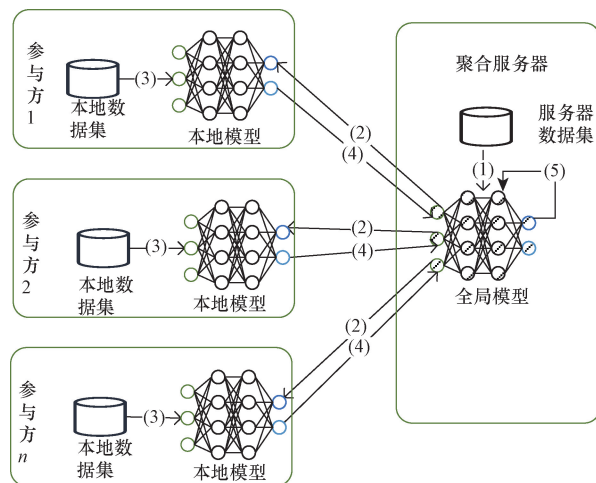 参与方1
(3)
本地数
据集
本地模型
参与方2
(3)
本地数
据集
本地模型
参与方n
(3)
本地数
据集
本地模型
(2)
(4)
(2)
(4)
(2)
(4)
聚合服务器
服务器
数据集
(1)
(5)
全局模型